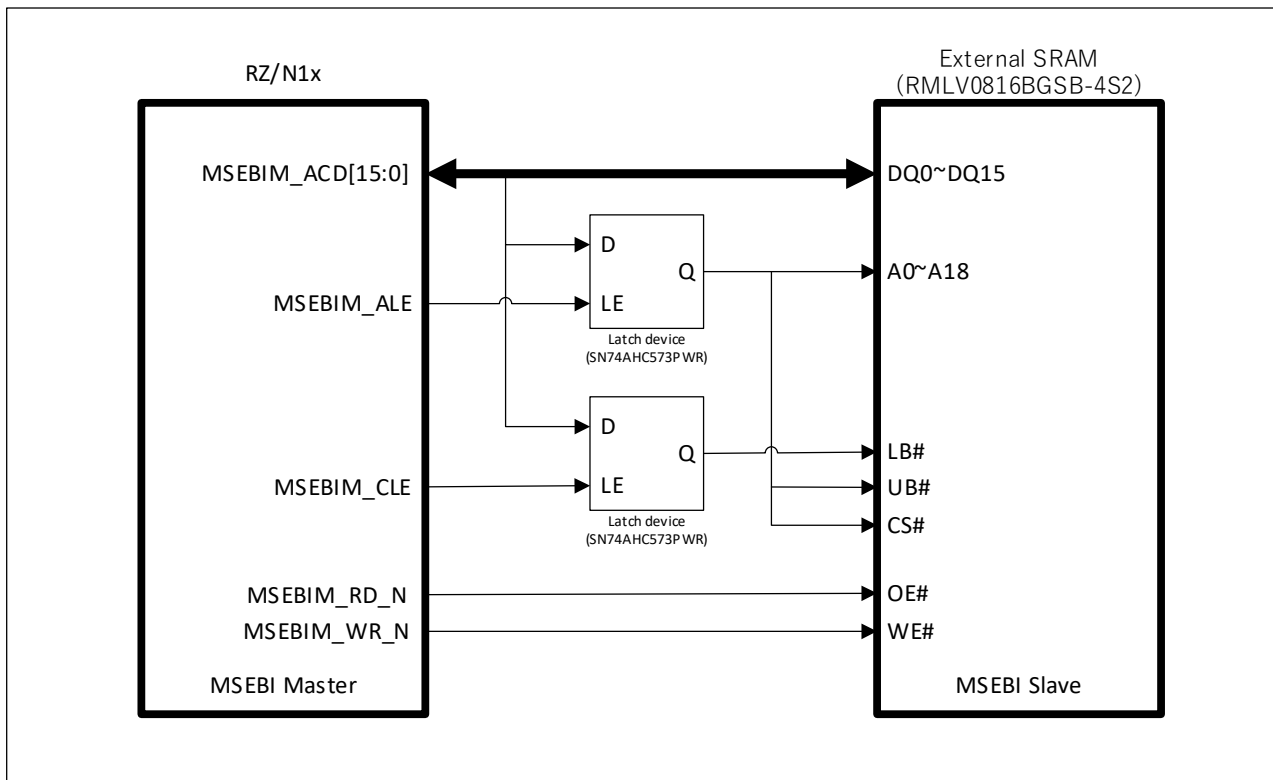 RZ/N1x
External SRAM
(RMLV0816BGSB-4S2)
MSEBIM_ACD[15:0]
DQ0~DQ15
D
Q
LE
A0~A18
MSEBIM_ALE
Latch device
(SN74AHC573PWR)
D
Q
LE
LB#
UB#
CS#
MSEBIM_CLE
Latch device
(SN74AHC573PWR)
MSEBIM_RD_N
OE#
MSEBIM_WR_N
WE#
MSEBI Master
MSEBI Slave